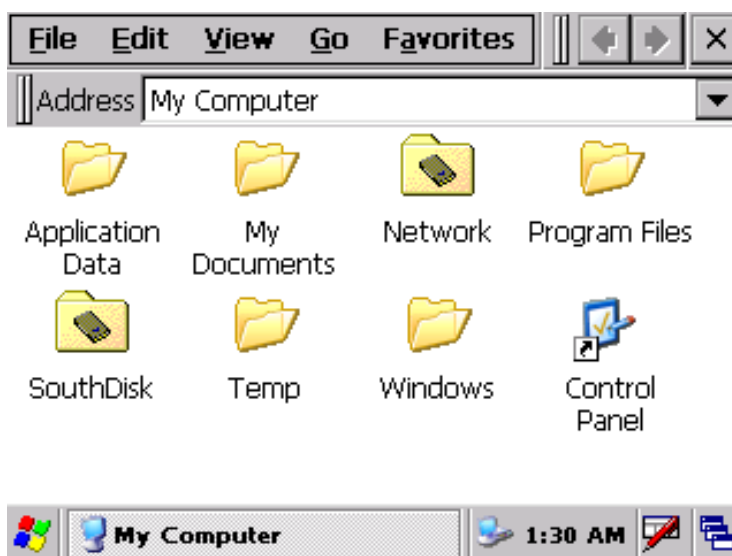 File Edit View Go Favorites
Address My Computer
Application Data
My Documents
Network
Program Files
SouthDisk
Temp
Windows
Control Panel
My Computer
1:30 AM